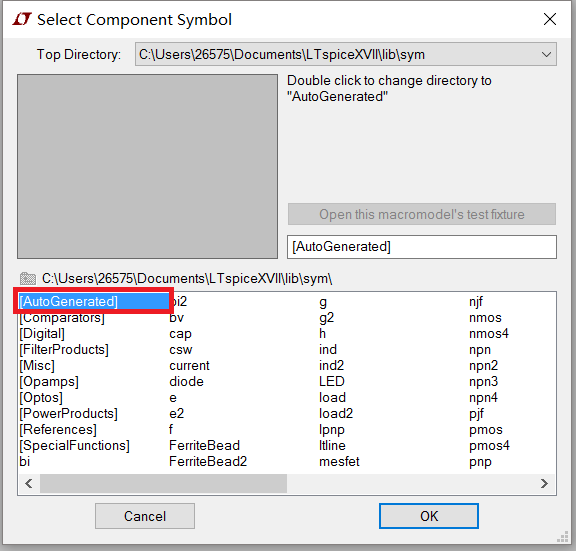 Select Component Symbol
Top Directory: C:\Users\26575\Documents\LTspiceXVII\lib\sym
Double click to change directory to
"AutoGenerated"
Open this macromodel's test fixture
[AutoGenerated]
C:\Users\26575\Documents\LTspiceXVII\lib\sym\
[AutoGenerated] bi2 g njf
[Comparators] bv g2 nmos
[Digital] cap h nmos4
[FilterProducts] csw ind npn
[Misc] current ind2 npn2
[Opamps] diode LED npn3
[Optos] e load npn4
[PowerProducts] e2 load2 pjf
[References] f lpnp pmos
[SpecialFunctions] FerriteBead ltline pmos4
bi FerriteBead2 mesfet pnp
Cancel OK